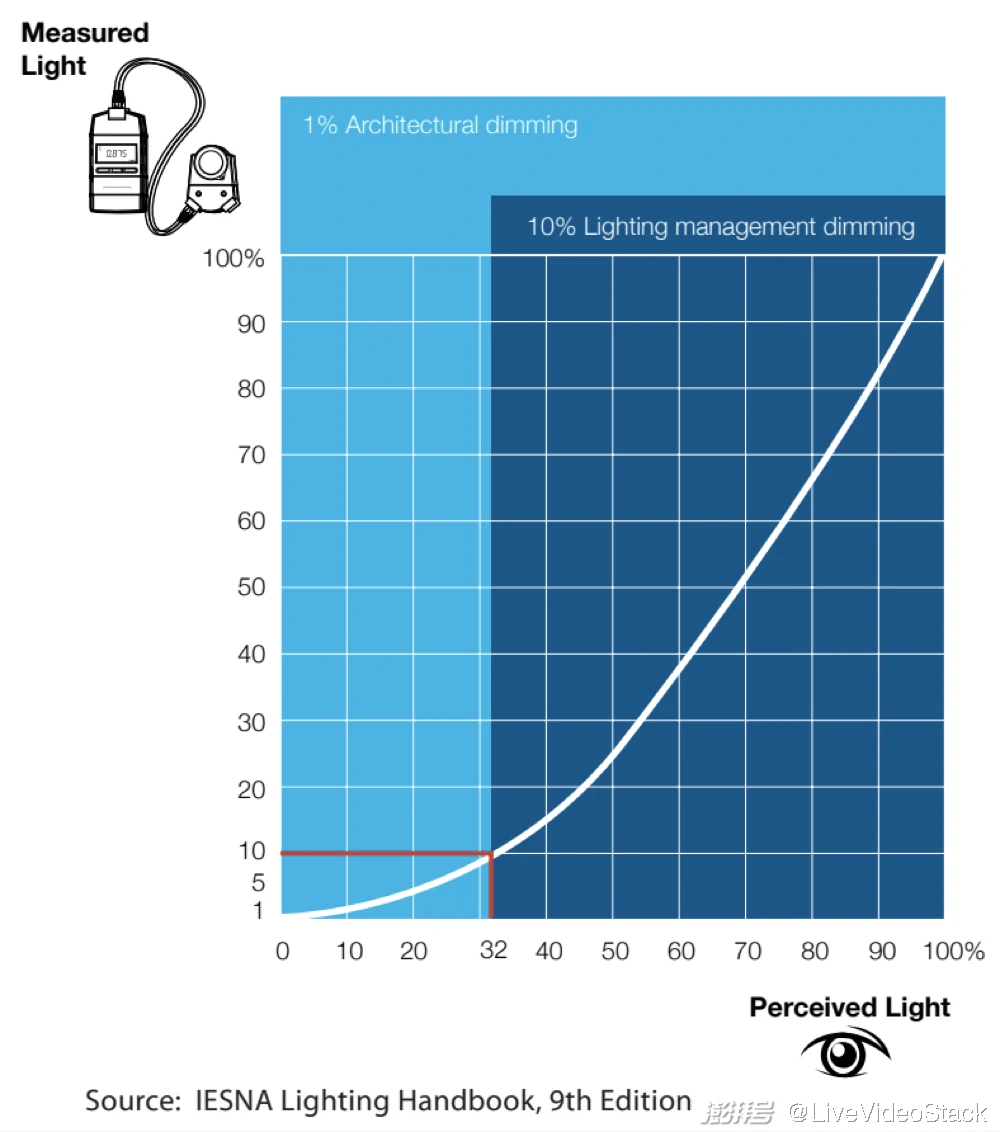 Measured
Light
0.875
1% Architectural dimming
10% Lighting management dimming
100%
90
80
70
60
50
40
30
20
10
5
1
0 10 20 32 40 50 60 70 80 90 100%
Perceived Light
Source: IESNA Lighting Handbook, 9th Edition
澎湃号 @LiveVideoStack